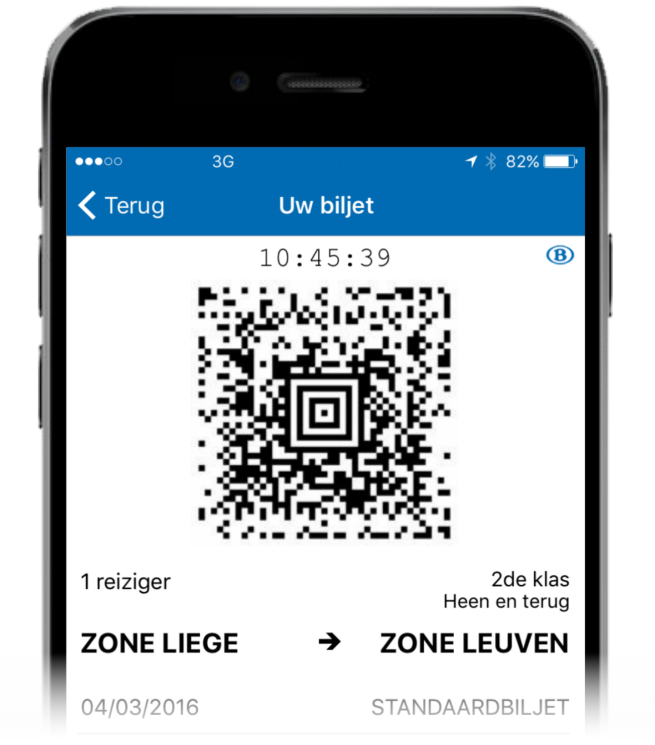 3G 82%
Terug Uw biljet
10:45:39 B
1 reiziger 2de klas
Heen en terug
ZONE LIEGE → ZONE LEUVEN
04/03/2016 STANDAARDBILJET